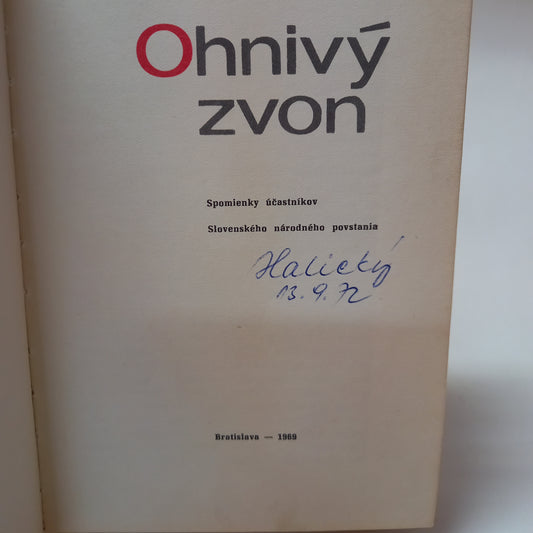 Ohnivý
zvon
Spomienky účastníkov
Slovenského národného povstania
Halický
13.9.72
Bratislava — 1969